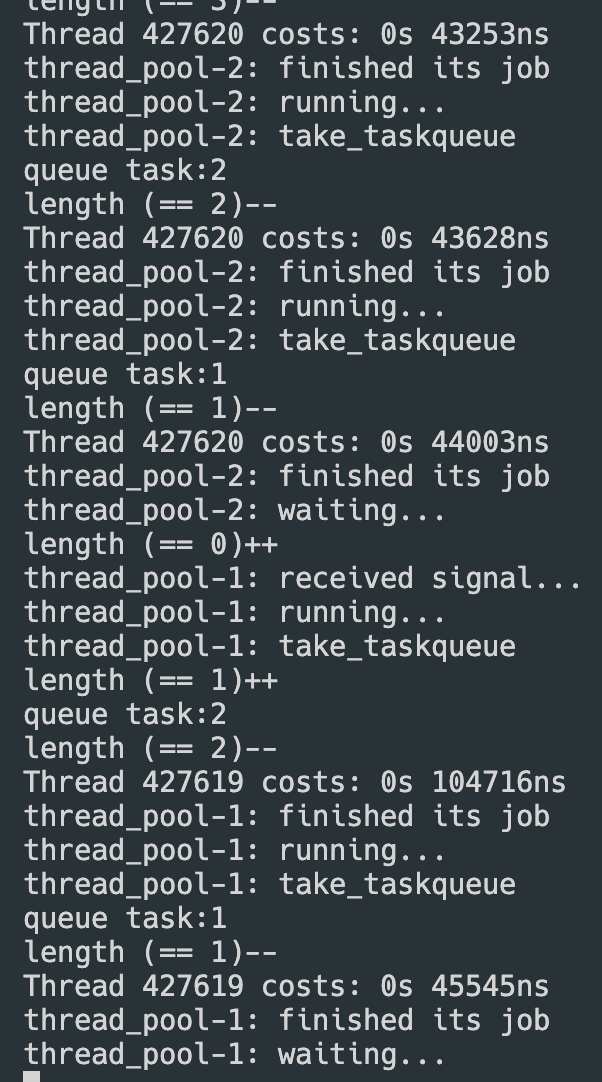 length (== 3)--
Thread 427620 costs: 0s 43253ns
thread_pool-2: finished its job
thread_pool-2: running...
thread_pool-2: take_taskqueue
queue task:2
length (== 2)--
Thread 427620 costs: 0s 43628ns
thread_pool-2: finished its job
thread_pool-2: running...
thread_pool-2: take_taskqueue
queue task:1
length (== 1)--
Thread 427620 costs: 0s 44003ns
thread_pool-2: finished its job
thread_pool-2: waiting...
length (== 0)++
thread_pool-1: received signal...
thread_pool-1: running...
thread_pool-1: take_taskqueue
length (== 1)++
queue task:2
length (== 2)--
Thread 427619 costs: 0s 104716ns
thread_pool-1: finished its job
thread_pool-1: running...
thread_pool-1: take_taskqueue
queue task:1
length (== 1)--
Thread 427619 costs: 0s 45545ns
thread_pool-1: finished its job
thread_pool-1: waiting...